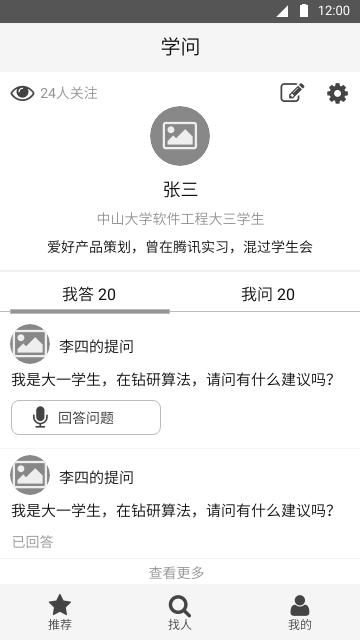 12:00
学问
24人关注
张三
中山大学软件工程大三学生
爱好产品策划，曾在腾讯实习，混过学生会
我答 20
我问 20
李四的提问
我是大一学生，在钻研算法，请问有什么建议吗？
回答问题
李四的提问
我是大一学生，在钻研算法，请问有什么建议吗？
已回答
查看更多
推荐
找人
我的